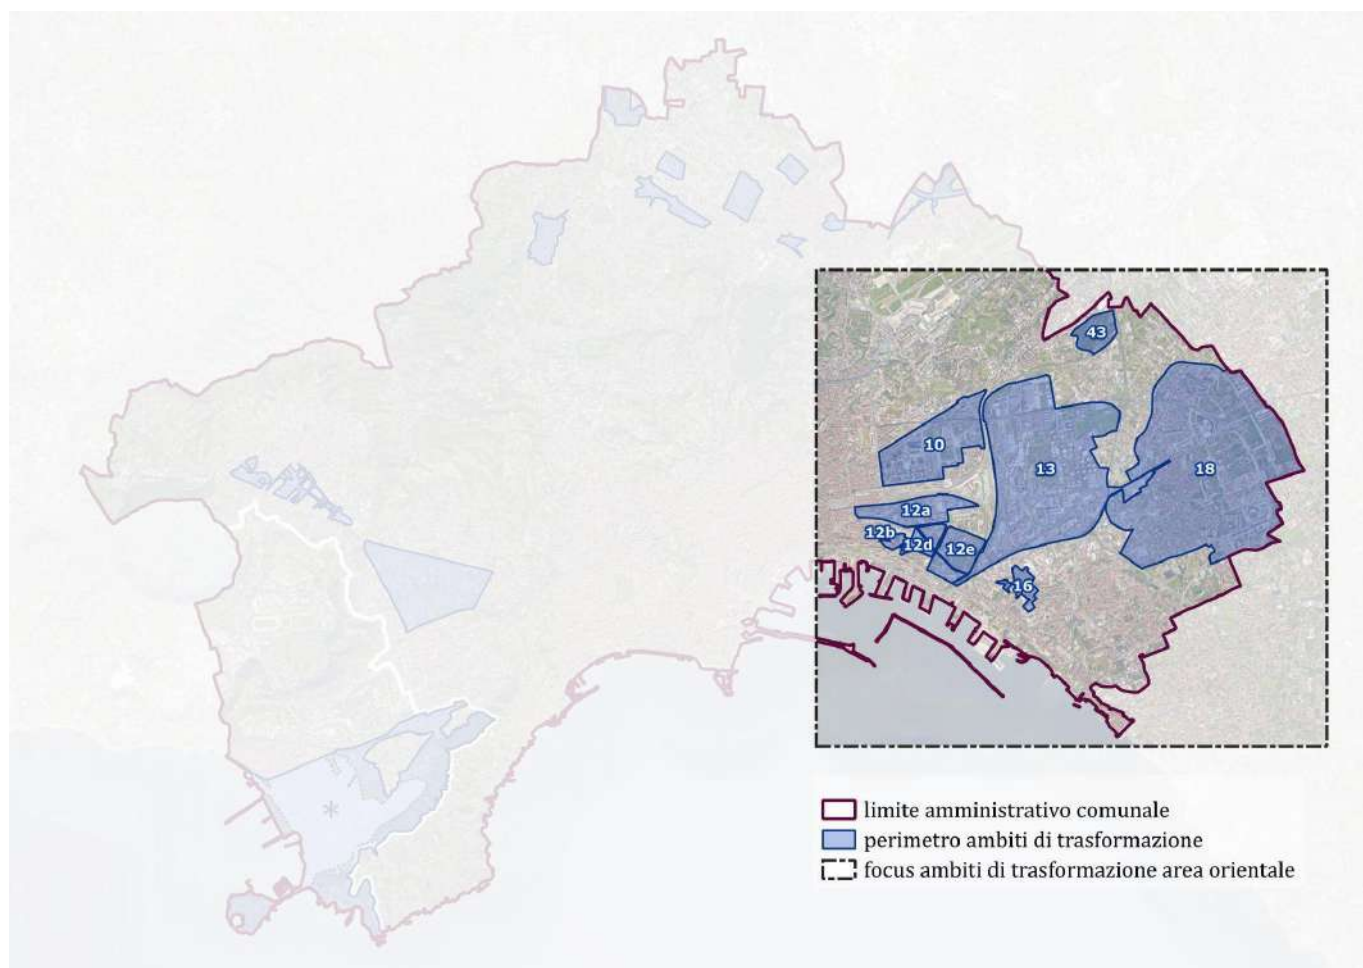 43
10
13
18
12a
12b
12d
12e
16
*
limite amministrativo comunale
perimetro ambiti di trasformazione
focus ambiti di trasformazione area orientale